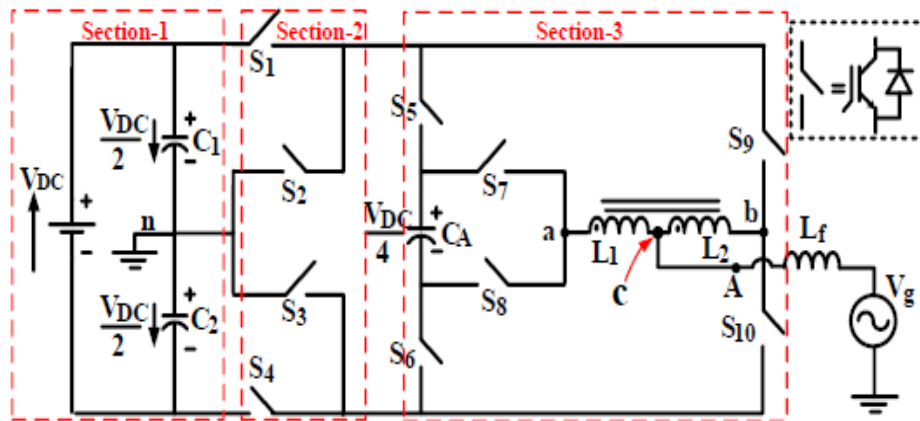 Section-1
Section-2
Section-3
S1
S5
S9
=
VDC/2
+
-
C1
VDC
+
-
n
S2
S7
VDC/4
+
-
CA
a
L1
L2
b
Lf
C
A
Vg
S3
S8
S10
VDC/2
+
-
C2
S4
S6